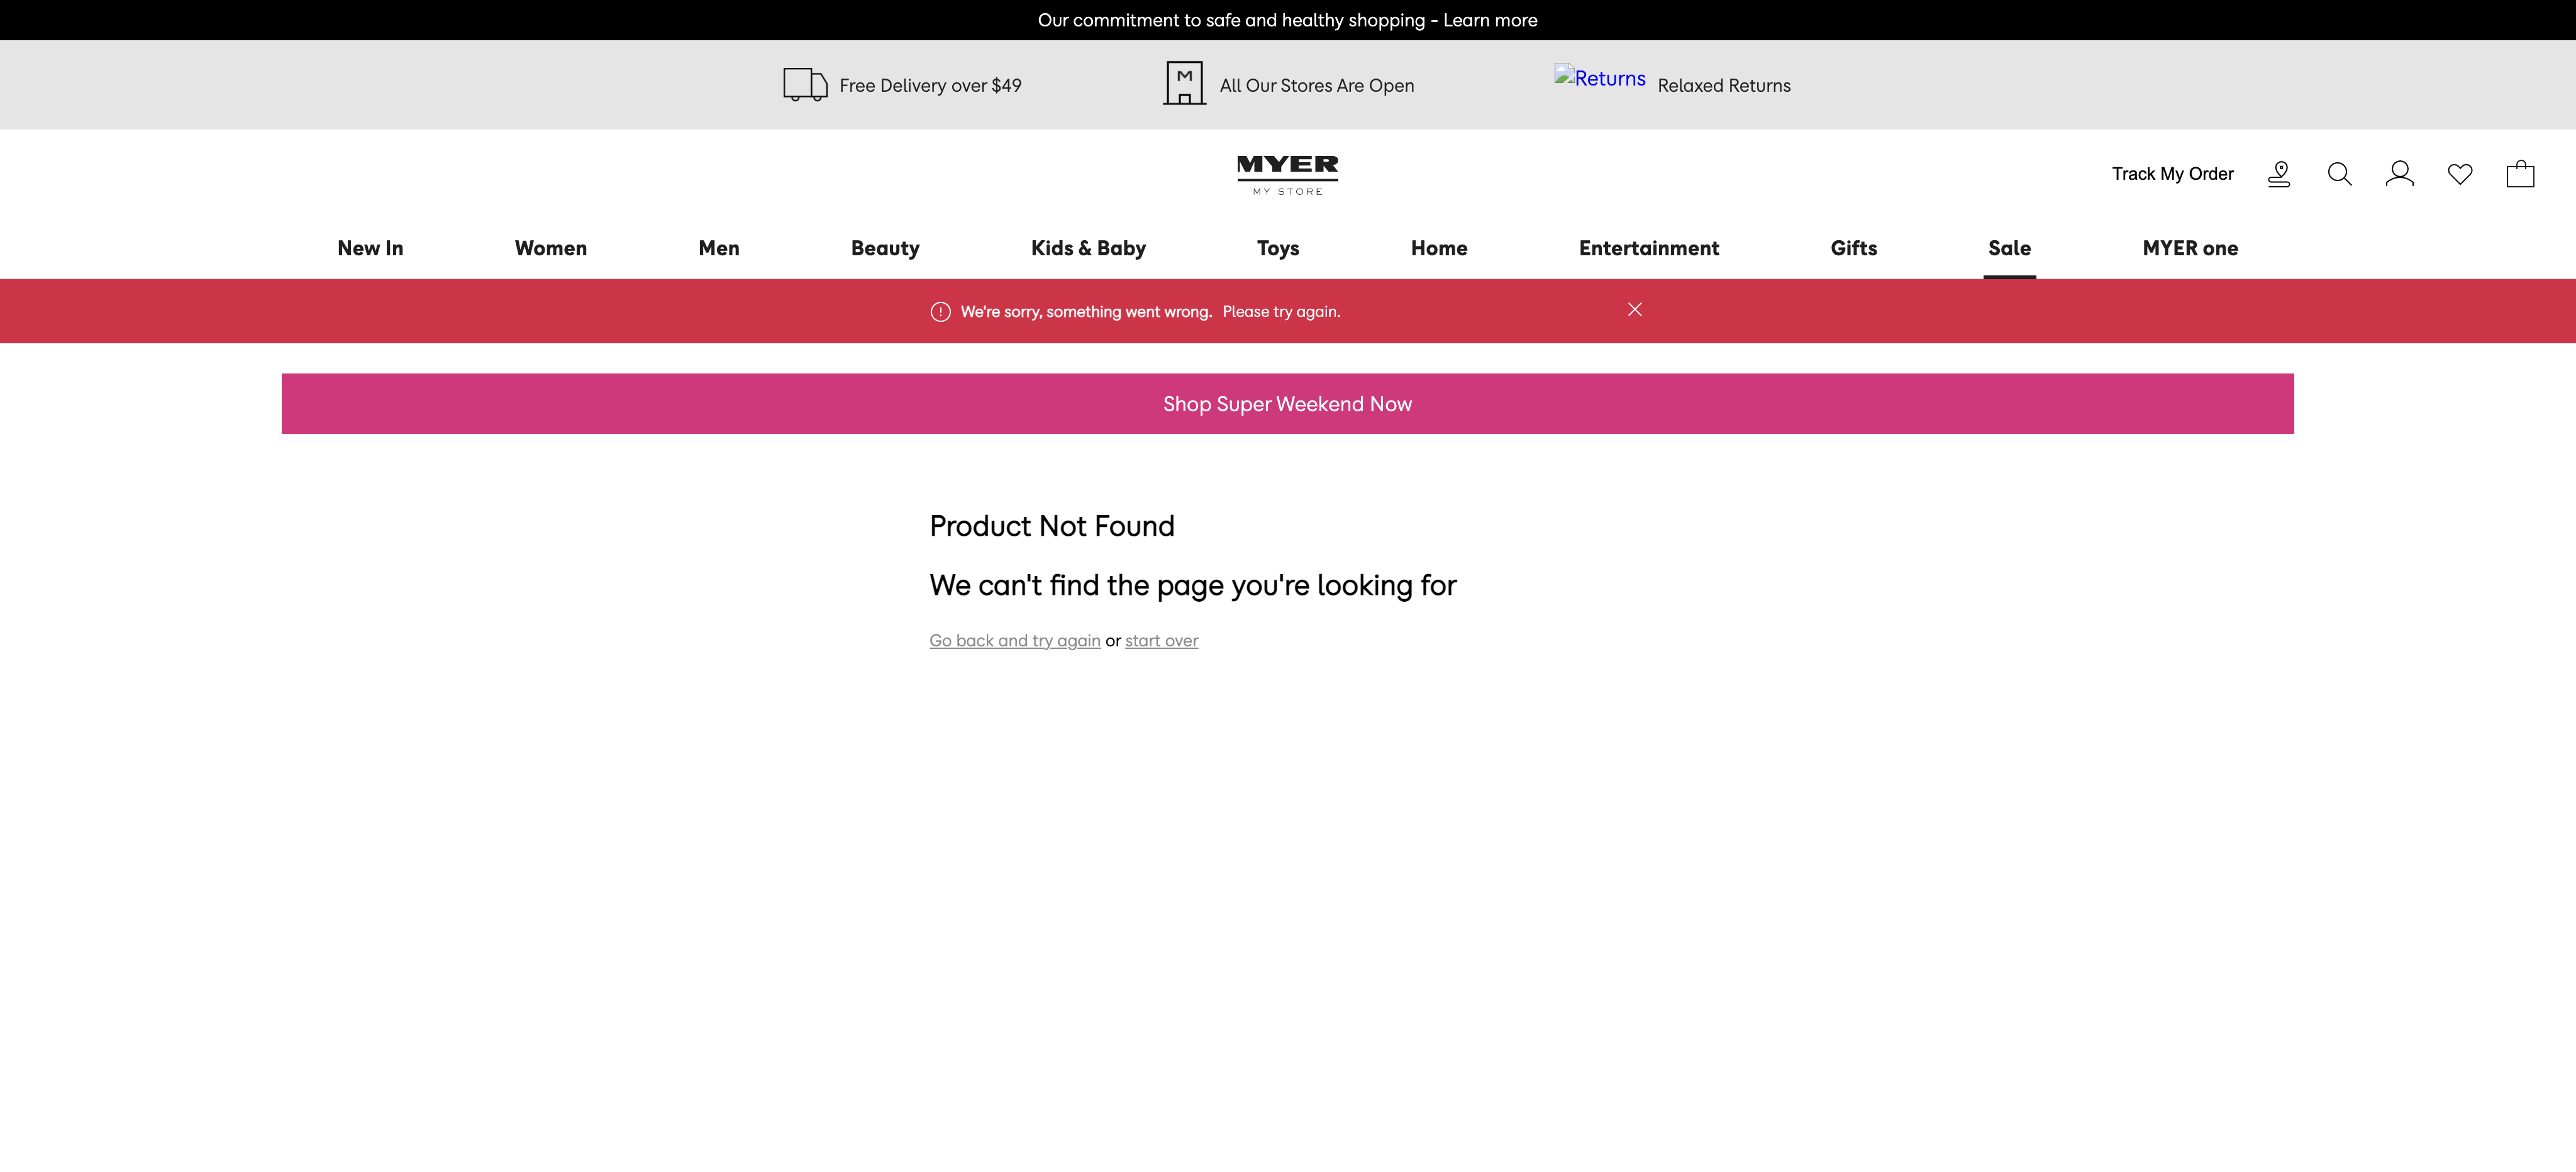 Our commitment to safe and healthy shopping - Learn more
Free Delivery over $49
M
All Our Stores Are Open
Returns
Relaxed Returns
MYER
MY STORE
Track My Order
New In
Women
Men
Beauty
Kids & Baby
Toys
Home
Entertainment
Gifts
Sale
MYER one
We're sorry, something went wrong. Please try again.
Shop Super Weekend Now
Product Not Found
We can't find the page you're looking for
Go back and try again or start over